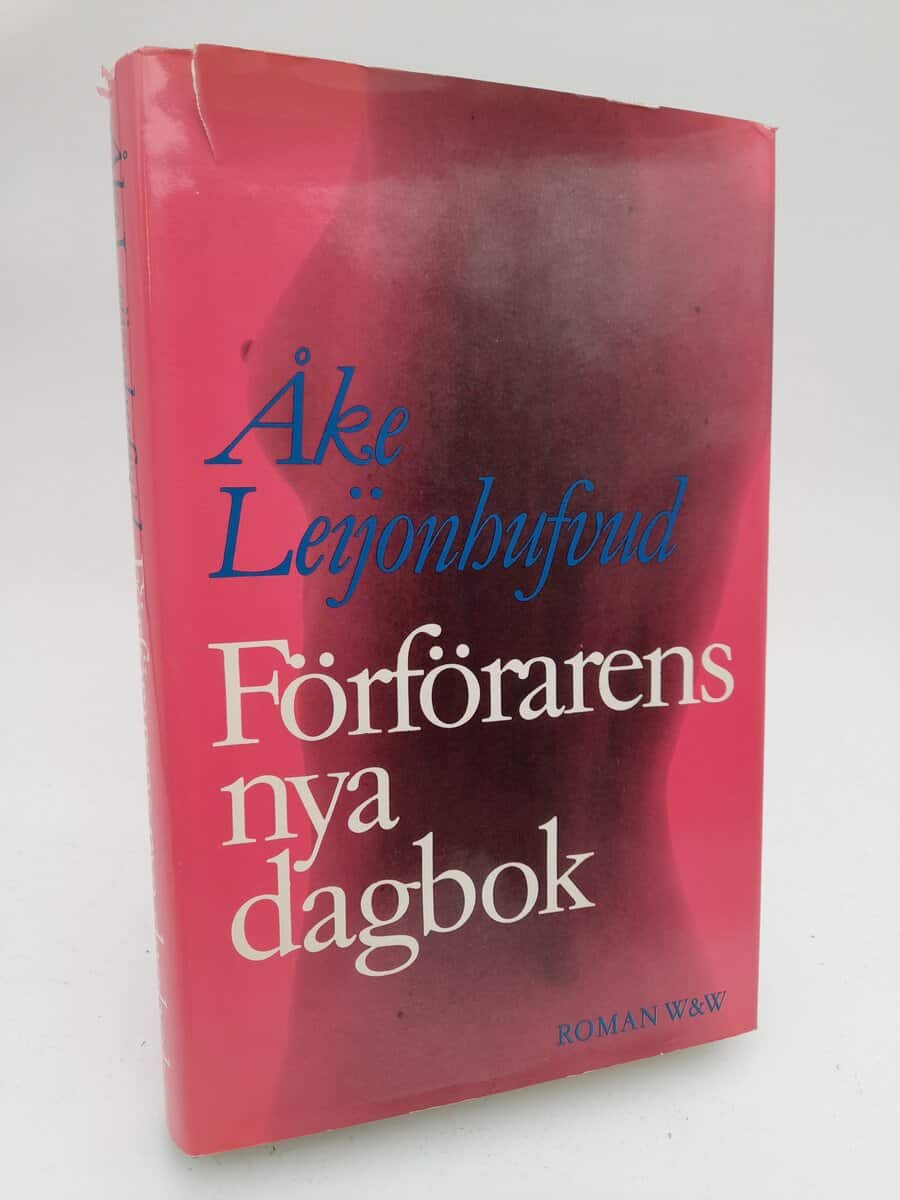 Åke
Leijonhufvud
Förförarens
nya
dagbok
ROMAN W&W